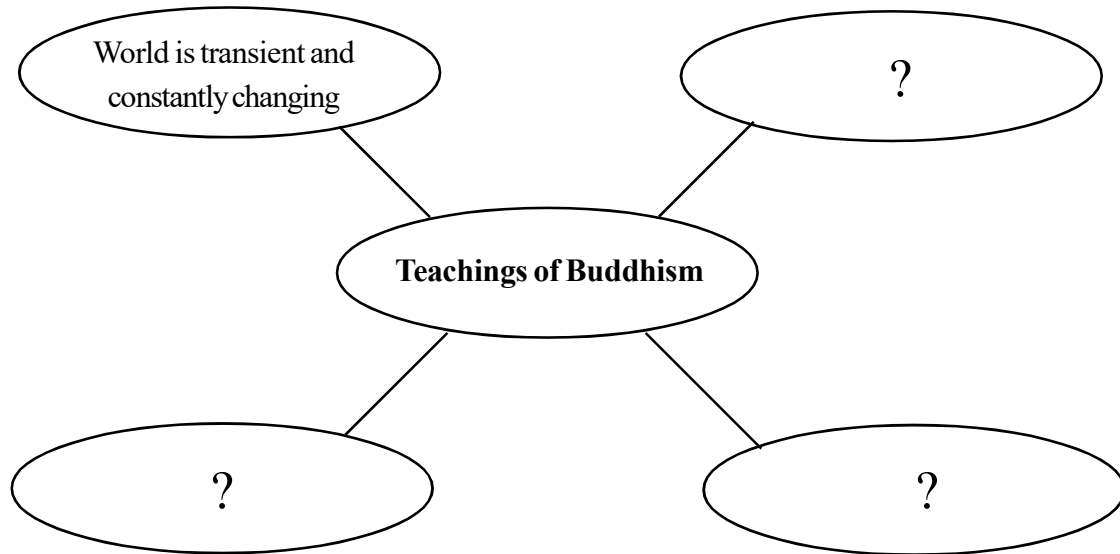 World is transient and
constantly changing
?
Teachings of Buddhism
?
?